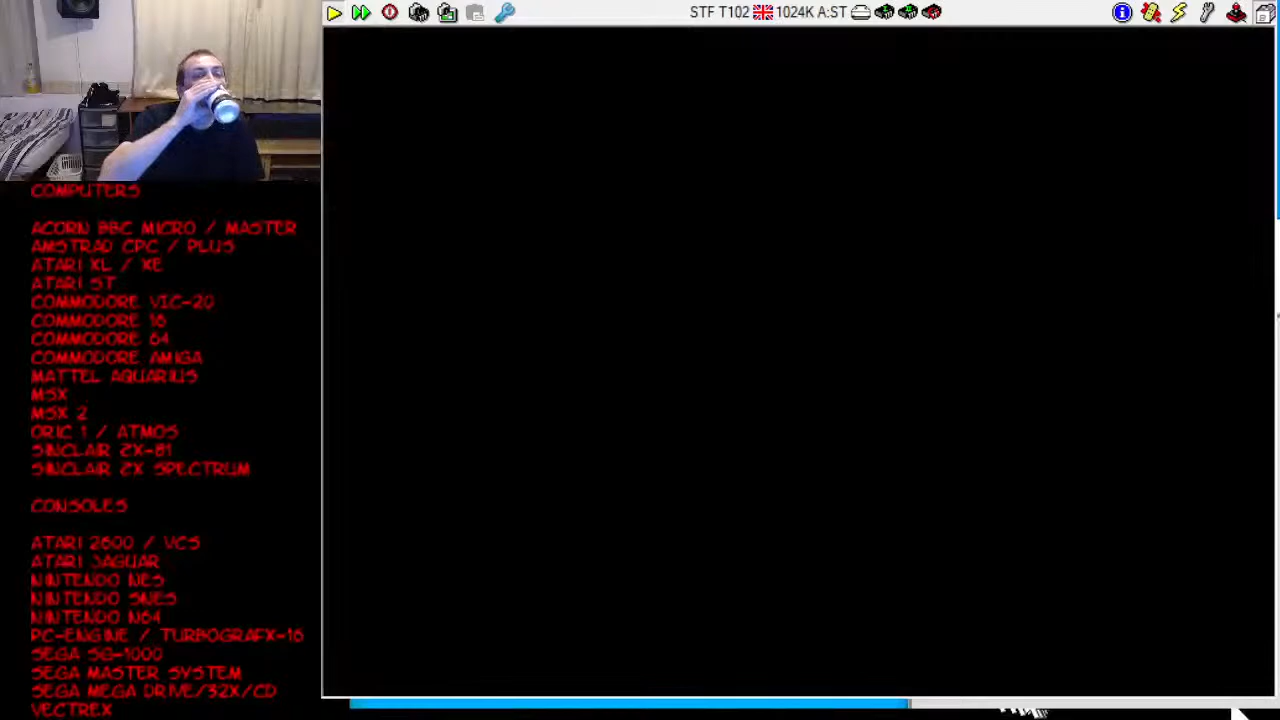 STF T102 1024K A:ST
COMPUTERS
ACORN BBC MICRO / MASTER
AMSTRAD CPC / PLUS
ATARI XL / XE
ATARI ST
COMMODORE VIC-20
COMMODORE 16
COMMODORE 64
COMMODORE AMIGA
MATTEL AQUARIUS
MSX
MSX 2
ORIC 1 / ATMOS
SINCLAIR ZX-81
SINCLAIR ZX SPECTRUM
CONSOLES
ATARI 2600 / VCS
ATARI JAGUAR
NINTENDO NES
NINTENDO SNES
NINTENDO N64
PC-ENGINE / TURBOGRAFX-16
SEGA SG-1000
SEGA MASTER SYSTEM
SEGA MEGA DRIVE/32X/CD
VECTREX